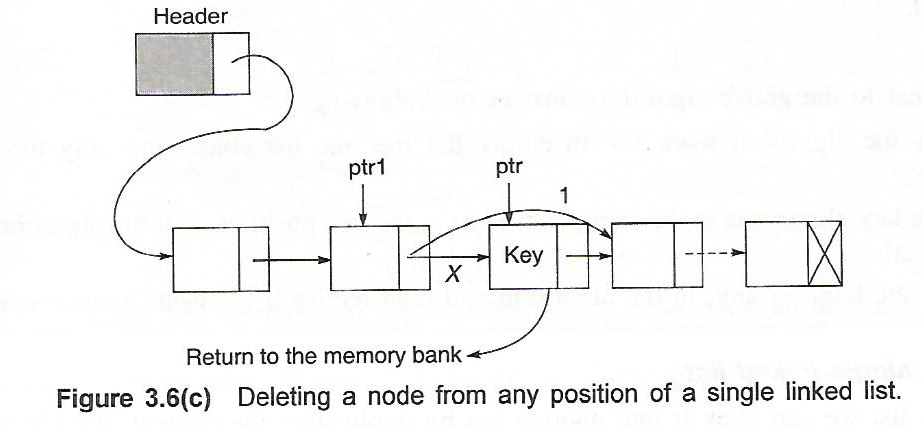 Header
ptr1
ptr
1
Key
X
Return to the memory bank
Figure 3.6(c) Deleting a node from any position of a single linked list.